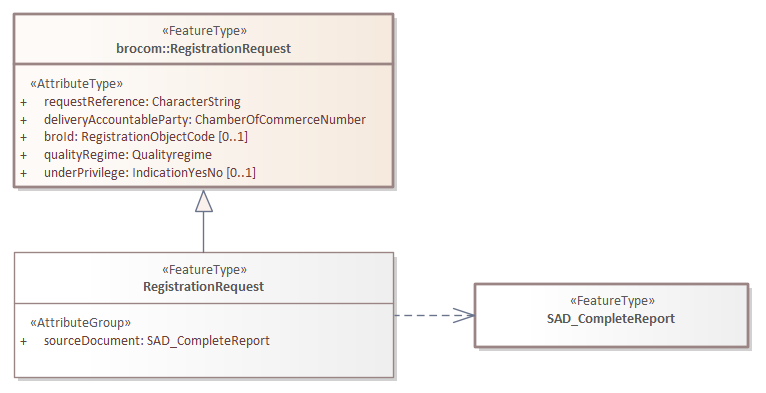 «FeatureType»
brocom::RegistrationRequest
«AttributeType»
+ requestReference: CharacterString
+ deliveryAccountableParty: ChamberOfCommerceNumber
+ broId: RegistrationObjectCode [0..1]
+ qualityRegime: Qualityregime
+ underPrivilege: IndicationYesNo [0..1]
«FeatureType»
RegistrationRequest
«AttributeGroup»
+ sourceDocument: SAD_CompleteReport
«FeatureType»
SAD_CompleteReport